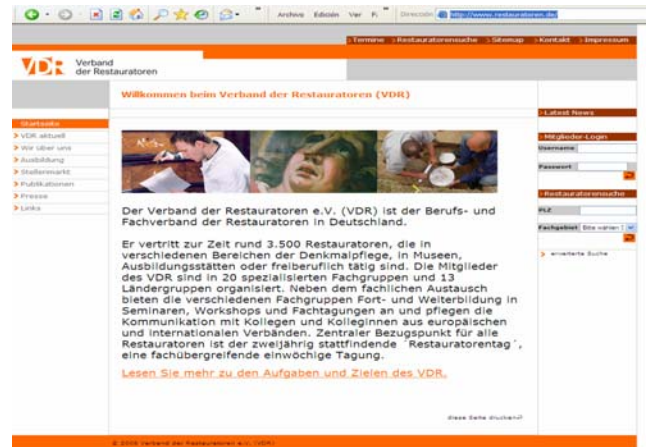 Archivo Edición Ver
Dirección http://www.restauratoren.de/
>Termine >Restauratorensuche >Sitemap >Kontakt >Impressum
VDR Verband
der Restauratoren
Willkommen beim Verband der Restauratoren (VDR)
Startseite
VDR aktuell
Wir über uns
Ausbildung
Stellenmarkt
Publikationen
Presse
Links
Der Verband der Restauratoren e.V. (VDR) ist der Berufs- und
Fachverband der Restauratoren in Deutschland.
Er vertritt zur Zeit rund 3.500 Restauratoren, die in
verschiedenen Bereichen der Denkmalpflege, in Museen,
Ausbildungsstätten oder freiberuflich tätig sind. Die Mitglieder
des VDR sind in 20 spezialisierten Fachgruppen und 13
Ländergruppen organisiert. Neben dem fachlichen Austausch
bieten die verschiedenen Fachgruppen Fort- und Weiterbildung in
Seminaren, Workshops und Fachtagungen an und pflegen die
Kommunikation mit Kollegen und Kolleginnen aus europäischen
und internationalen Verbänden. Zentraler Bezugspunkt für alle
Restauratoren ist der zweijährig stattfindende ´Restauratorentag´,
eine fachübergreifende einwöchige Tagung.
Lesen Sie mehr zu den Aufgaben und Zielen des VDR.
diese Seite drucken
>Latest News
>Mitglieder-Login
Username
Passwort
>Restauratorensuche
PLZ
Fachgebiet Bitte wählen
erweiterte Suche
© 2006 Verband der Restauratoren e.V. (VDR)